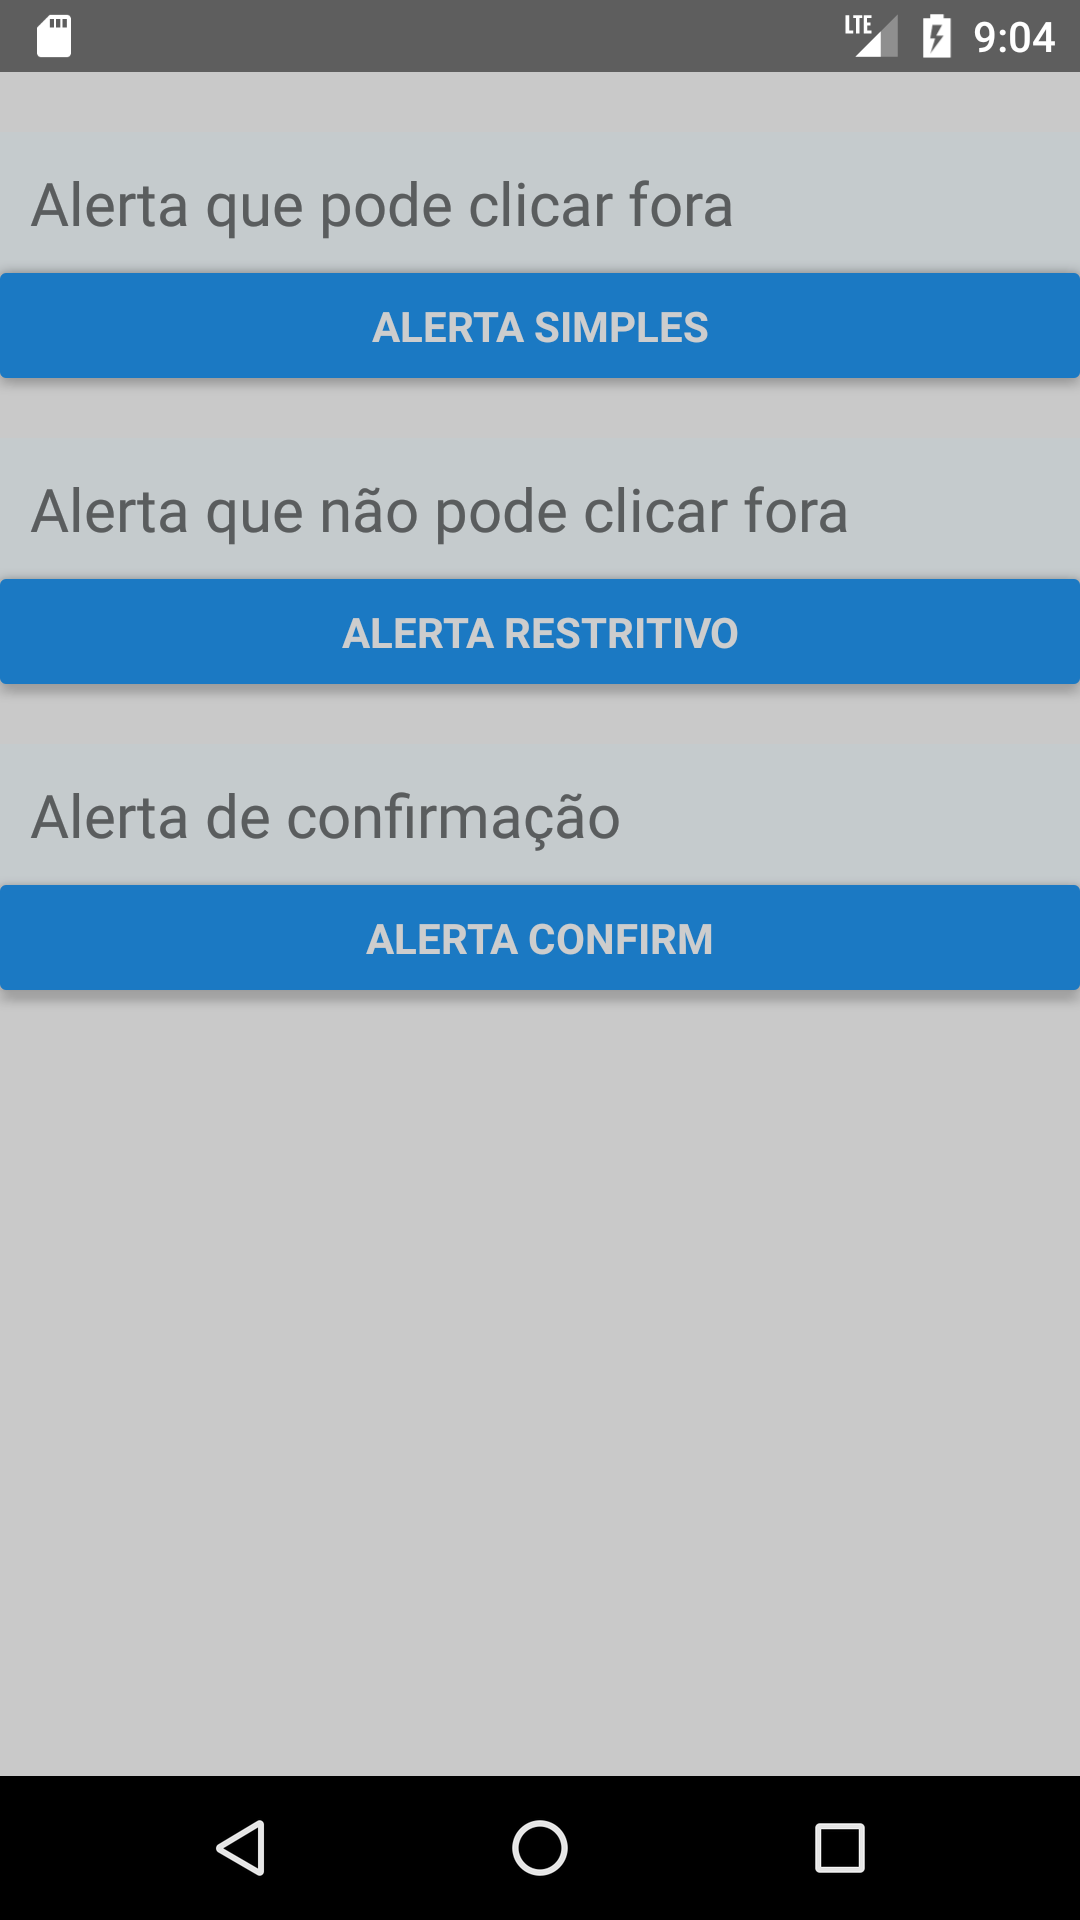 LTE 9:04
Alerta que pode clicar fora
ALERTA SIMPLES
Alerta que não pode clicar fora
ALERTA RESTRITIVO
Alerta de confirmação
ALERTA CONFIRM